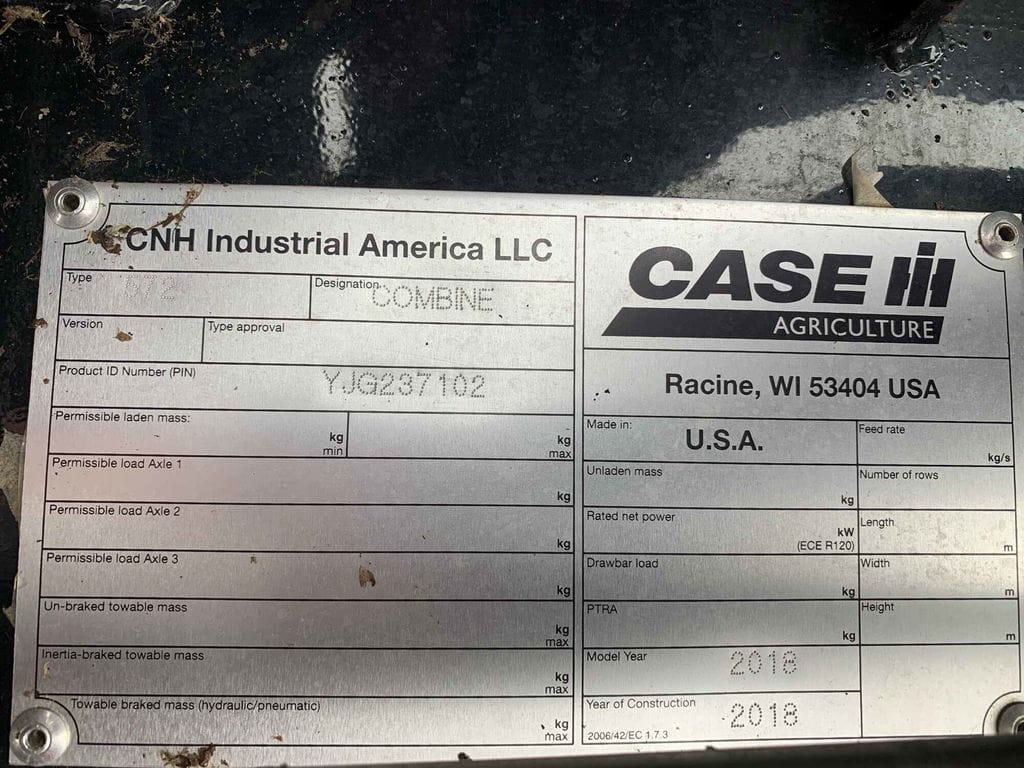 CNH Industrial America LLC
Type 672
Designation COMBINE
Version
Type approval
Product ID Number (PIN) YJG237102
Permissible laden mass:
kg min
kg max
Permissible load Axle 1
kg
Permissible load Axle 2
kg
Permissible load Axle 3
kg
Un-braked towable mass
kg max
Inertia-braked towable mass
kg max
Towable braked mass (hydraulic/pneumatic)
kg max
CASE IH
AGRICULTURE
Racine, WI 53404 USA
Made in: U.S.A.
Feed rate
kg/s
Unladen mass
kg
Number of rows
Rated net power
kW
(ECE R120)
Length
m
Drawbar load
kg
Width
m
PTRA
kg
Height
m
Model Year 2018
Year of Construction 2018
2006/42/EC 1.7.3